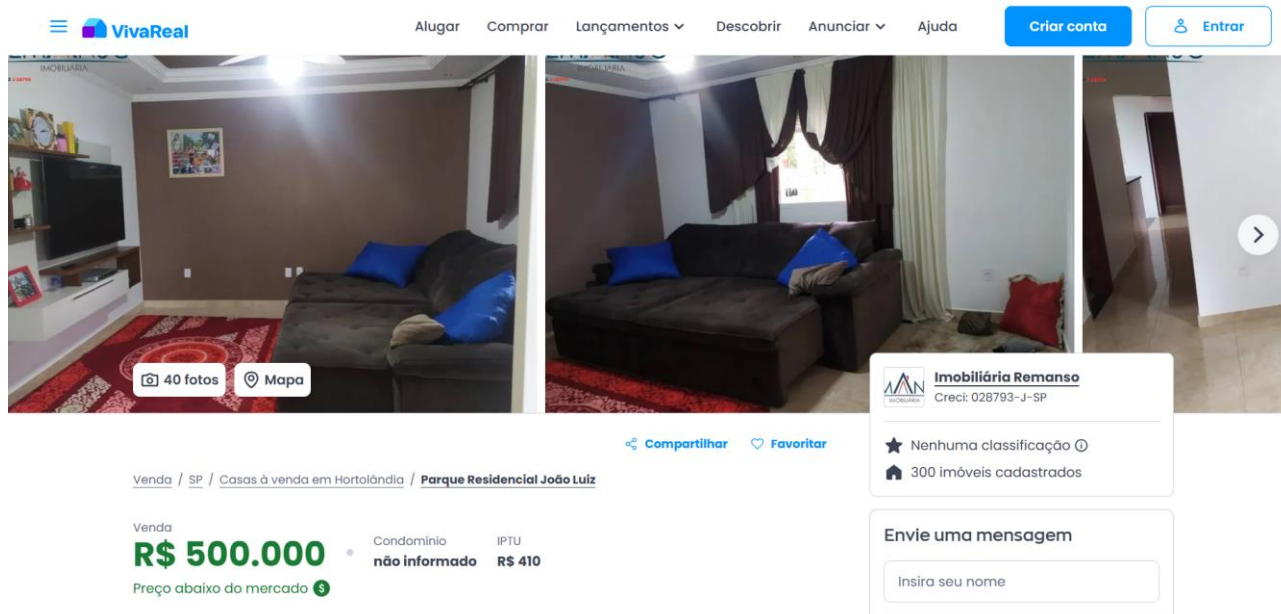 VivaReal
Alugar Comprar Lançamentos Descobrir Anunciar Ajuda Criar conta Entrar
IMOBILIÁRIA
IMOBILIÁRIA
40 fotos Mapa
Imobiliária Remanso
Creci: 028793-J-SP
Compartilhar Favoritar
Nenhuma classificação
300 imóveis cadastrados
Venda / SP / Casas à venda em Hortolândia / Parque Residencial João Luiz
Venda
R$ 500.000
Preço abaixo do mercado $
Condomínio
não informado
IPTU
R$ 410
Envie uma mensagem
Insira seu nome